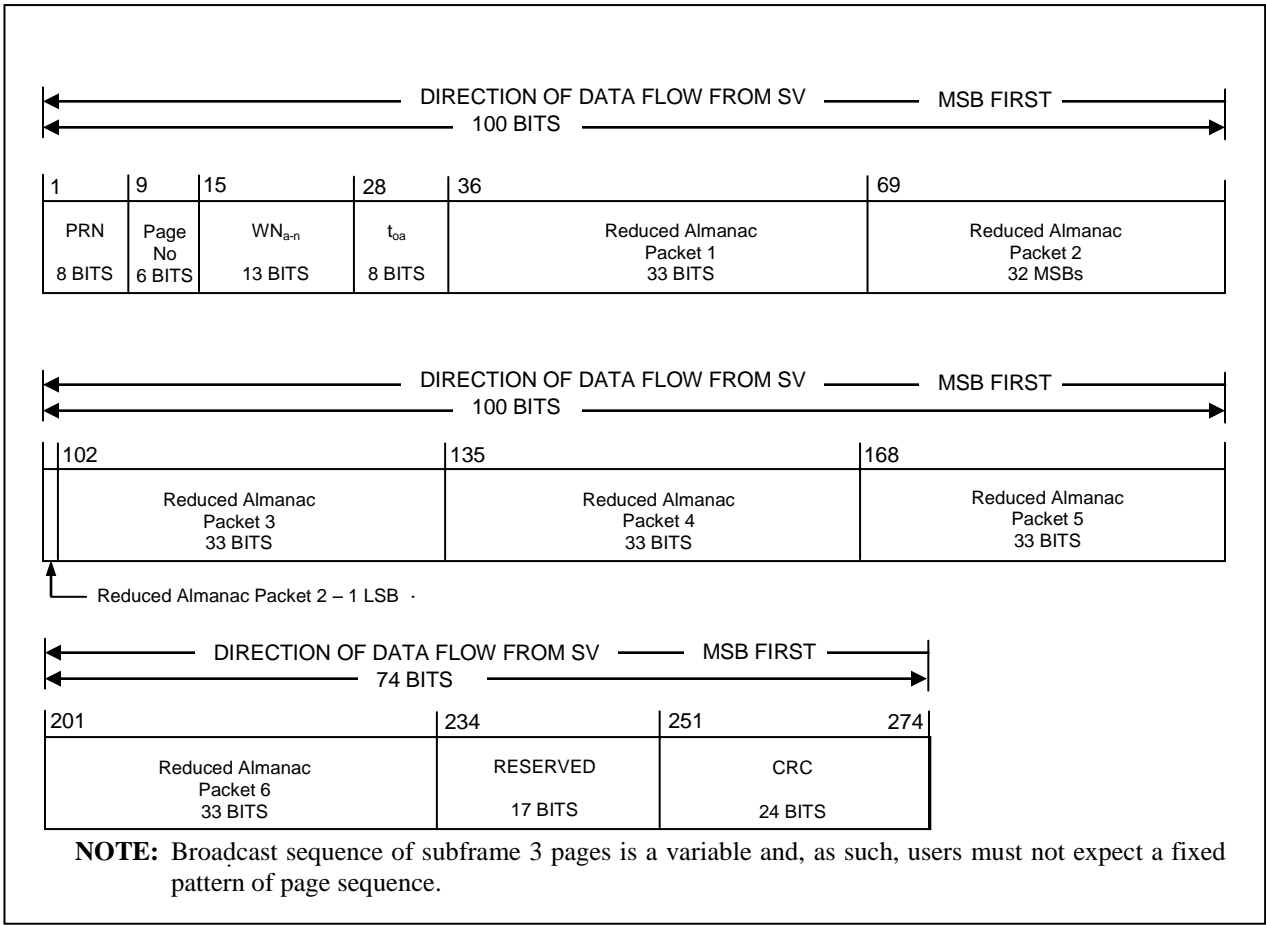 DIRECTION OF DATA FLOW FROM SV MSB FIRST
100 BITS
1 9 15 28 36 69
PRN
8 BITS
Page
No
6 BITS
WNa-n
13 BITS
toa
8 BITS
Reduced Almanac
Packet 1
33 BITS
Reduced Almanac
Packet 2
32 MSBs
DIRECTION OF DATA FLOW FROM SV MSB FIRST
100 BITS
102 135 168
Reduced Almanac
Packet 3
33 BITS
Reduced Almanac
Packet 4
33 BITS
Reduced Almanac
Packet 5
33 BITS
Reduced Almanac Packet 2 – 1 LSB
DIRECTION OF DATA FLOW FROM SV MSB FIRST
74 BITS
201 234 251 274
Reduced Almanac
Packet 6
33 BITS
RESERVED
17 BITS
CRC
24 BITS
NOTE: Broadcast sequence of subframe 3 pages is a variable and, as such, users must not expect a fixed
pattern of page sequence.